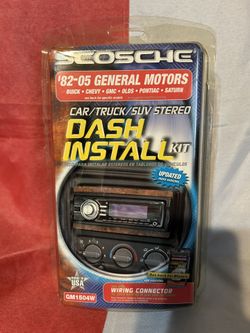 SCOSCHE
'82-05 GENERAL MOTORS
BUICK • CHEVY • GMC • OLDS • PONTIAC • SATURN
CAR/TRUCK/SUV STEREO
DASH
INSTALL KIT
UPDATED
USA
GM1504W
WIRING CONNECTOR